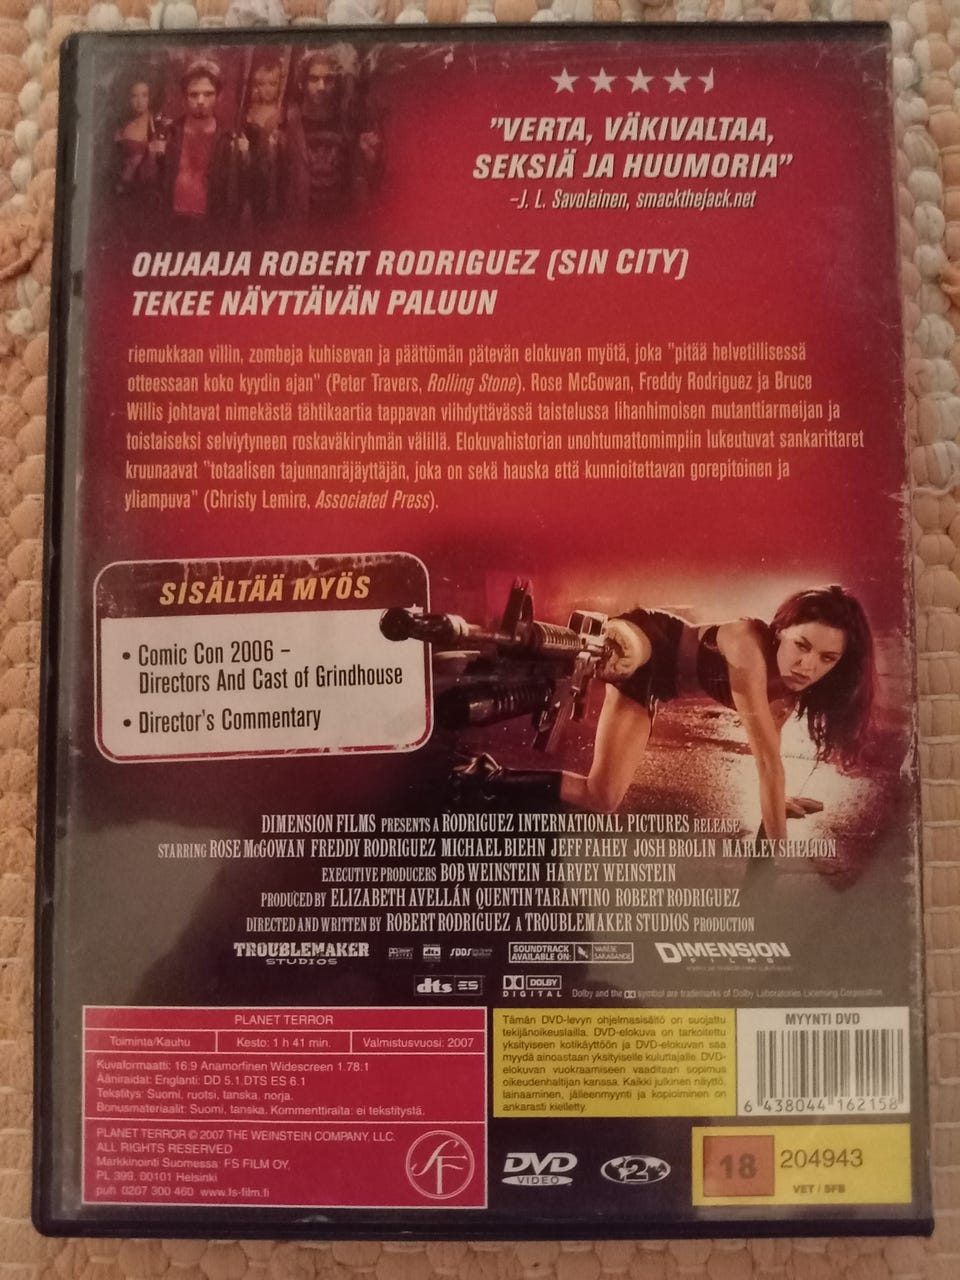 "VERTA, VÄKIVALTAA,
SEKSIÄ JA HUUMORIA"
–J. L. Savolainen, smackthejack.net
OHJAAJA ROBERT RODRIGUEZ (SIN CITY)
TEKEE NÄYTTÄVÄN PALUUN
riemukkaan villin, zombeja kuhisevan ja päättömän pätevän elokuvan myötä, joka "pitää helvetillisessä
otteessaan koko kyydin ajan" (Peter Travers, Rolling Stone). Rose McGowan, Freddy Rodriguez ja Bruce
Willis johtavat nimekästä tähtikaartia tappavan viihdyttävässä taistelussa lihanhimoisen mutanttiarmeijan ja
toistaiseksi selviytyneen roskaväkiryhmän välillä. Elokuvahistorian unohtumattomimpiin lukeutuvat sankarittaret
kruunaavat "totaalisen tajunnanräjäyttäjän, joka on sekä hauska että kunnioitettavan gorepitoinen ja
yliampuva" (Christy Lemire, Associated Press).
SISÄLTÄÄ MYÖS
• Comic Con 2006 –
Directors And Cast of Grindhouse
• Director's Commentary
DIMENSION FILMS PRESENTS A RODRIGUEZ INTERNATIONAL PICTURES RELEASE
STARRING ROSE McGOWAN FREDDY RODRIGUEZ MICHAEL BIEHN JEFF FAHEY JOSH BROLIN MARLEY SHELTON
EXECUTIVE PRODUCERS BOB WEINSTEIN HARVEY WEINSTEIN
PRODUCED BY ELIZABETH AVELLÁN QUENTIN TARANTINO ROBERT RODRIGUEZ
DIRECTED AND WRITTEN BY ROBERT RODRIGUEZ A TROUBLEMAKER STUDIOS PRODUCTION
TROUBLEMAKER
STUDIOS
dts
SDDS
SOUNDTRACK
AVAILABLE ON:
VARÈSE
SARABANDE
DIMENSION
FILMS
dts ES
DOLBY
DIGITAL
Dolby and the symbol are trademarks of Dolby Laboratories Licensing Corporation
PLANET TERROR
Toiminta/Kauhu
Kesto: 1 h 41 min.
Valmistusvuosi: 2007
Kuvaformaatti: 16:9 Anamorfinen Widescreen 1.78:1
Ääniraidat: Englanti: DD 5.1, DTS ES 6.1
Tekstitys: Suomi, ruotsi, tanska, norja.
Bonusmateriaalit: Suomi, tanska. Kommenttiraita: ei tekstitystä.
PLANET TERROR © 2007 THE WEINSTEIN COMPANY, LLC.
ALL RIGHTS RESERVED
Markkinointi Suomessa: FS FILM OY,
PL 399, 00101 Helsinki
puh. 0207 300 460 www.fs-film.fi
SF
Tämän DVD-levyn ohjelmasisältö on suojattu
tekijänoikeuslailla. DVD-elokuva on tarkoitettu
yksityiseen kotikäyttöön ja DVD-elokuvan saa
myydä ainoastaan yksityiselle kuluttajalle. DVD-
elokuvan vuokraamiseen vaaditaan sopimus
oikeudenhaltijan kanssa. Kaikki julkinen näyttö,
lainaaminen, jälleenmyynti ja kopioiminen on
ankarasti kielletty.
MYYNTI DVD
6 438044 162158
DVD
VIDEO
2
18
204943
VET / SFB